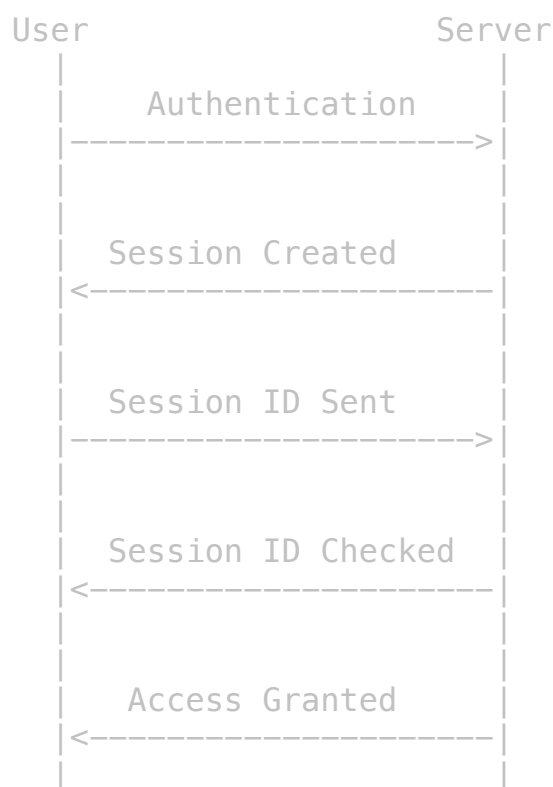 User Server
Authentication
Session Created
Session ID Sent
Session ID Checked
Access Granted